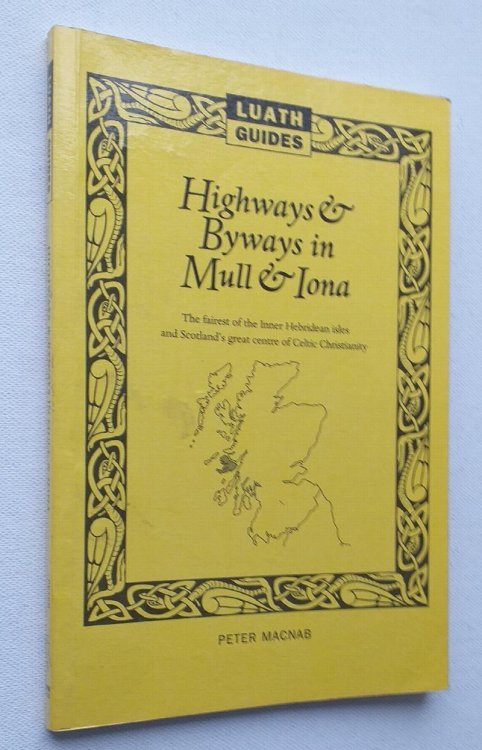 LUATH
GUIDES
Highways &
Byways in
Mull & Iona
The fairest of the Inner Hebridean isles
and Scotland's great centre of Celtic Christianity
PETER MACNAB